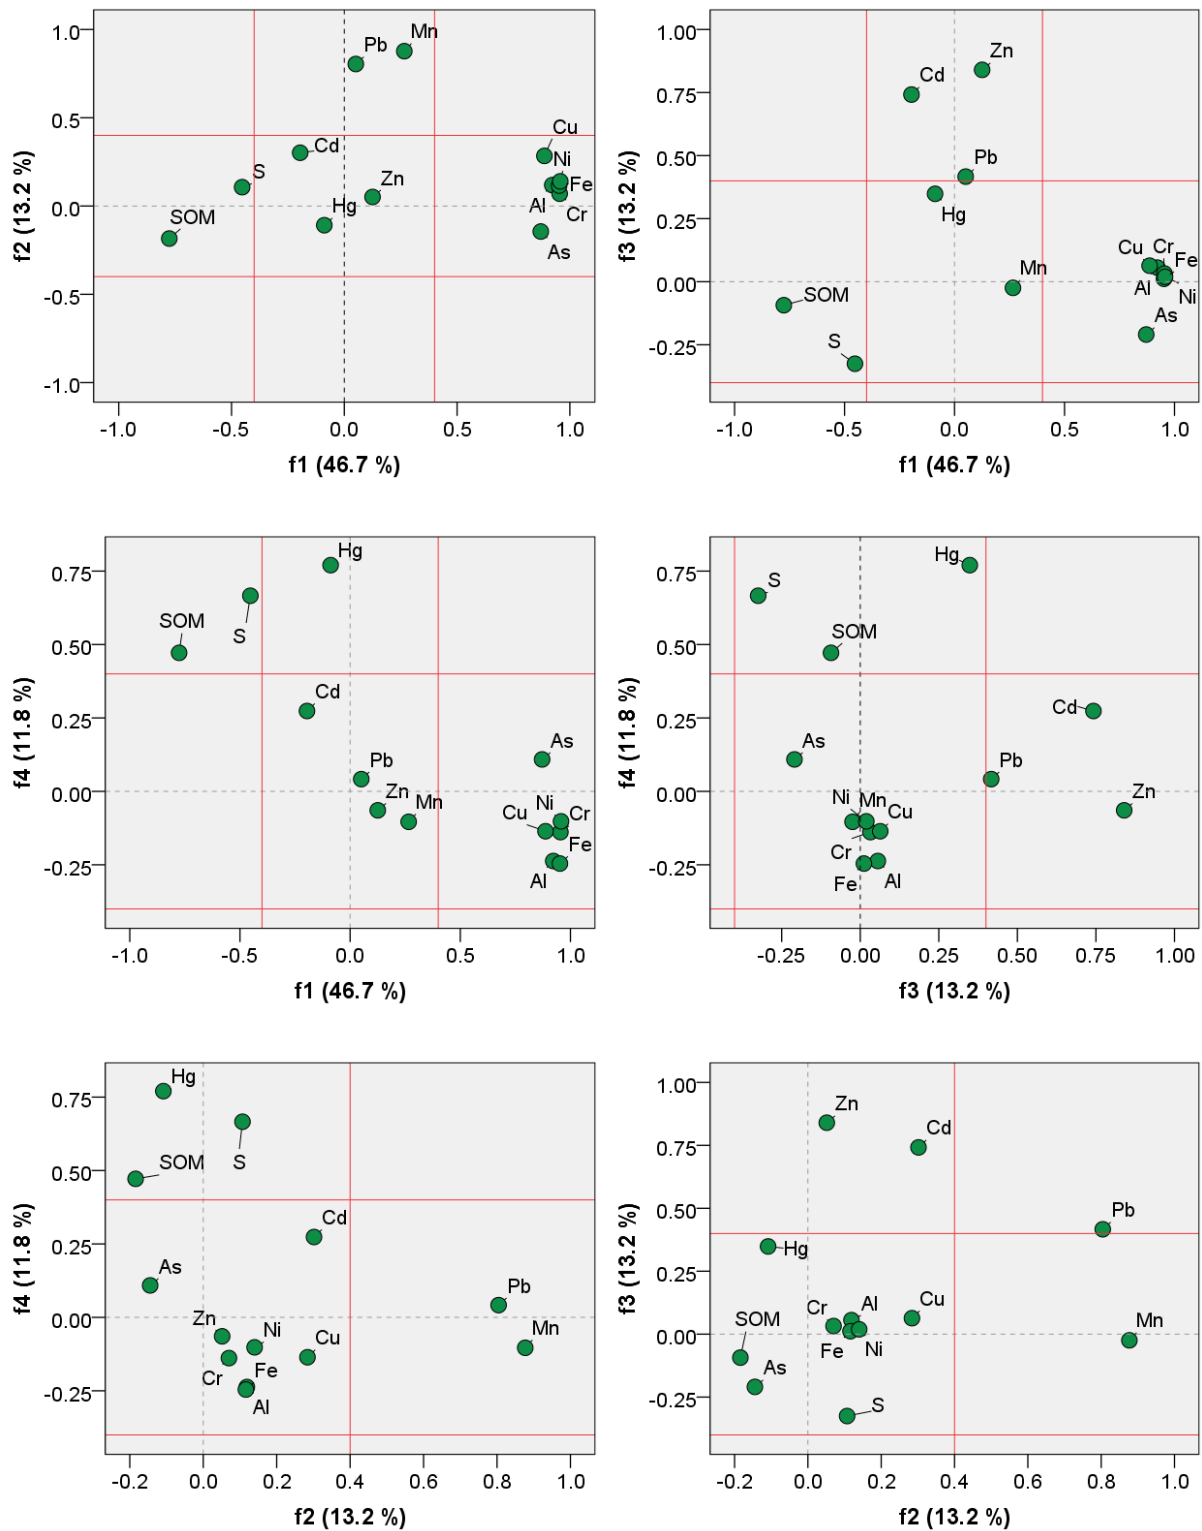 1.0
0.5
0.0
-0.5
-1.0
f2 (13.2 %)
Pb
Mn
Cd
Cu
S
Ni
Zn
Fe
Al
SOM
Hg
Cr
As
-1.0 -0.5 0.0 0.5 1.0
f1 (46.7 %)
1.00
0.75
0.50
0.25
0.00
-0.25
f3 (13.2 %)
Zn
Cd
Pb
Hg
Mn
Cu Cr
Fe
Al
Ni
SOM
As
S
-1.0 -0.5 0.0 0.5 1.0
f1 (46.7 %)
0.75
0.50
0.25
0.00
-0.25
f4 (11.8 %)
Hg
SOM
S
Cd
As
Pb
Zn
Mn
Cu
Ni
Cr
Fe
Al
-1.0 -0.5 0.0 0.5 1.0
f1 (46.7 %)
0.75
0.50
0.25
0.00
-0.25
f4 (11.8 %)
Hg
S
SOM
Cd
As
Pb
Zn
Ni Mn
Cu
Cr
Fe Al
-0.25 0.00 0.25 0.50 0.75 1.00
f3 (13.2 %)
0.75
0.50
0.25
0.00
-0.25
f4 (11.8 %)
Hg
SOM S
Cd
As
Pb
Zn
Ni
Cu
Mn
Cr
Fe
Al
-0.2 0.0 0.2 0.4 0.6 0.8 1.0
f2 (13.2 %)
1.00
0.75
0.50
0.25
0.00
-0.25
f3 (13.2 %)
Zn
Cd
Pb
Hg
Cr Al
Cu
SOM
Fe Ni
Mn
As
S
-0.2 0.0 0.2 0.4 0.6 0.8 1.0
f2 (13.2 %)